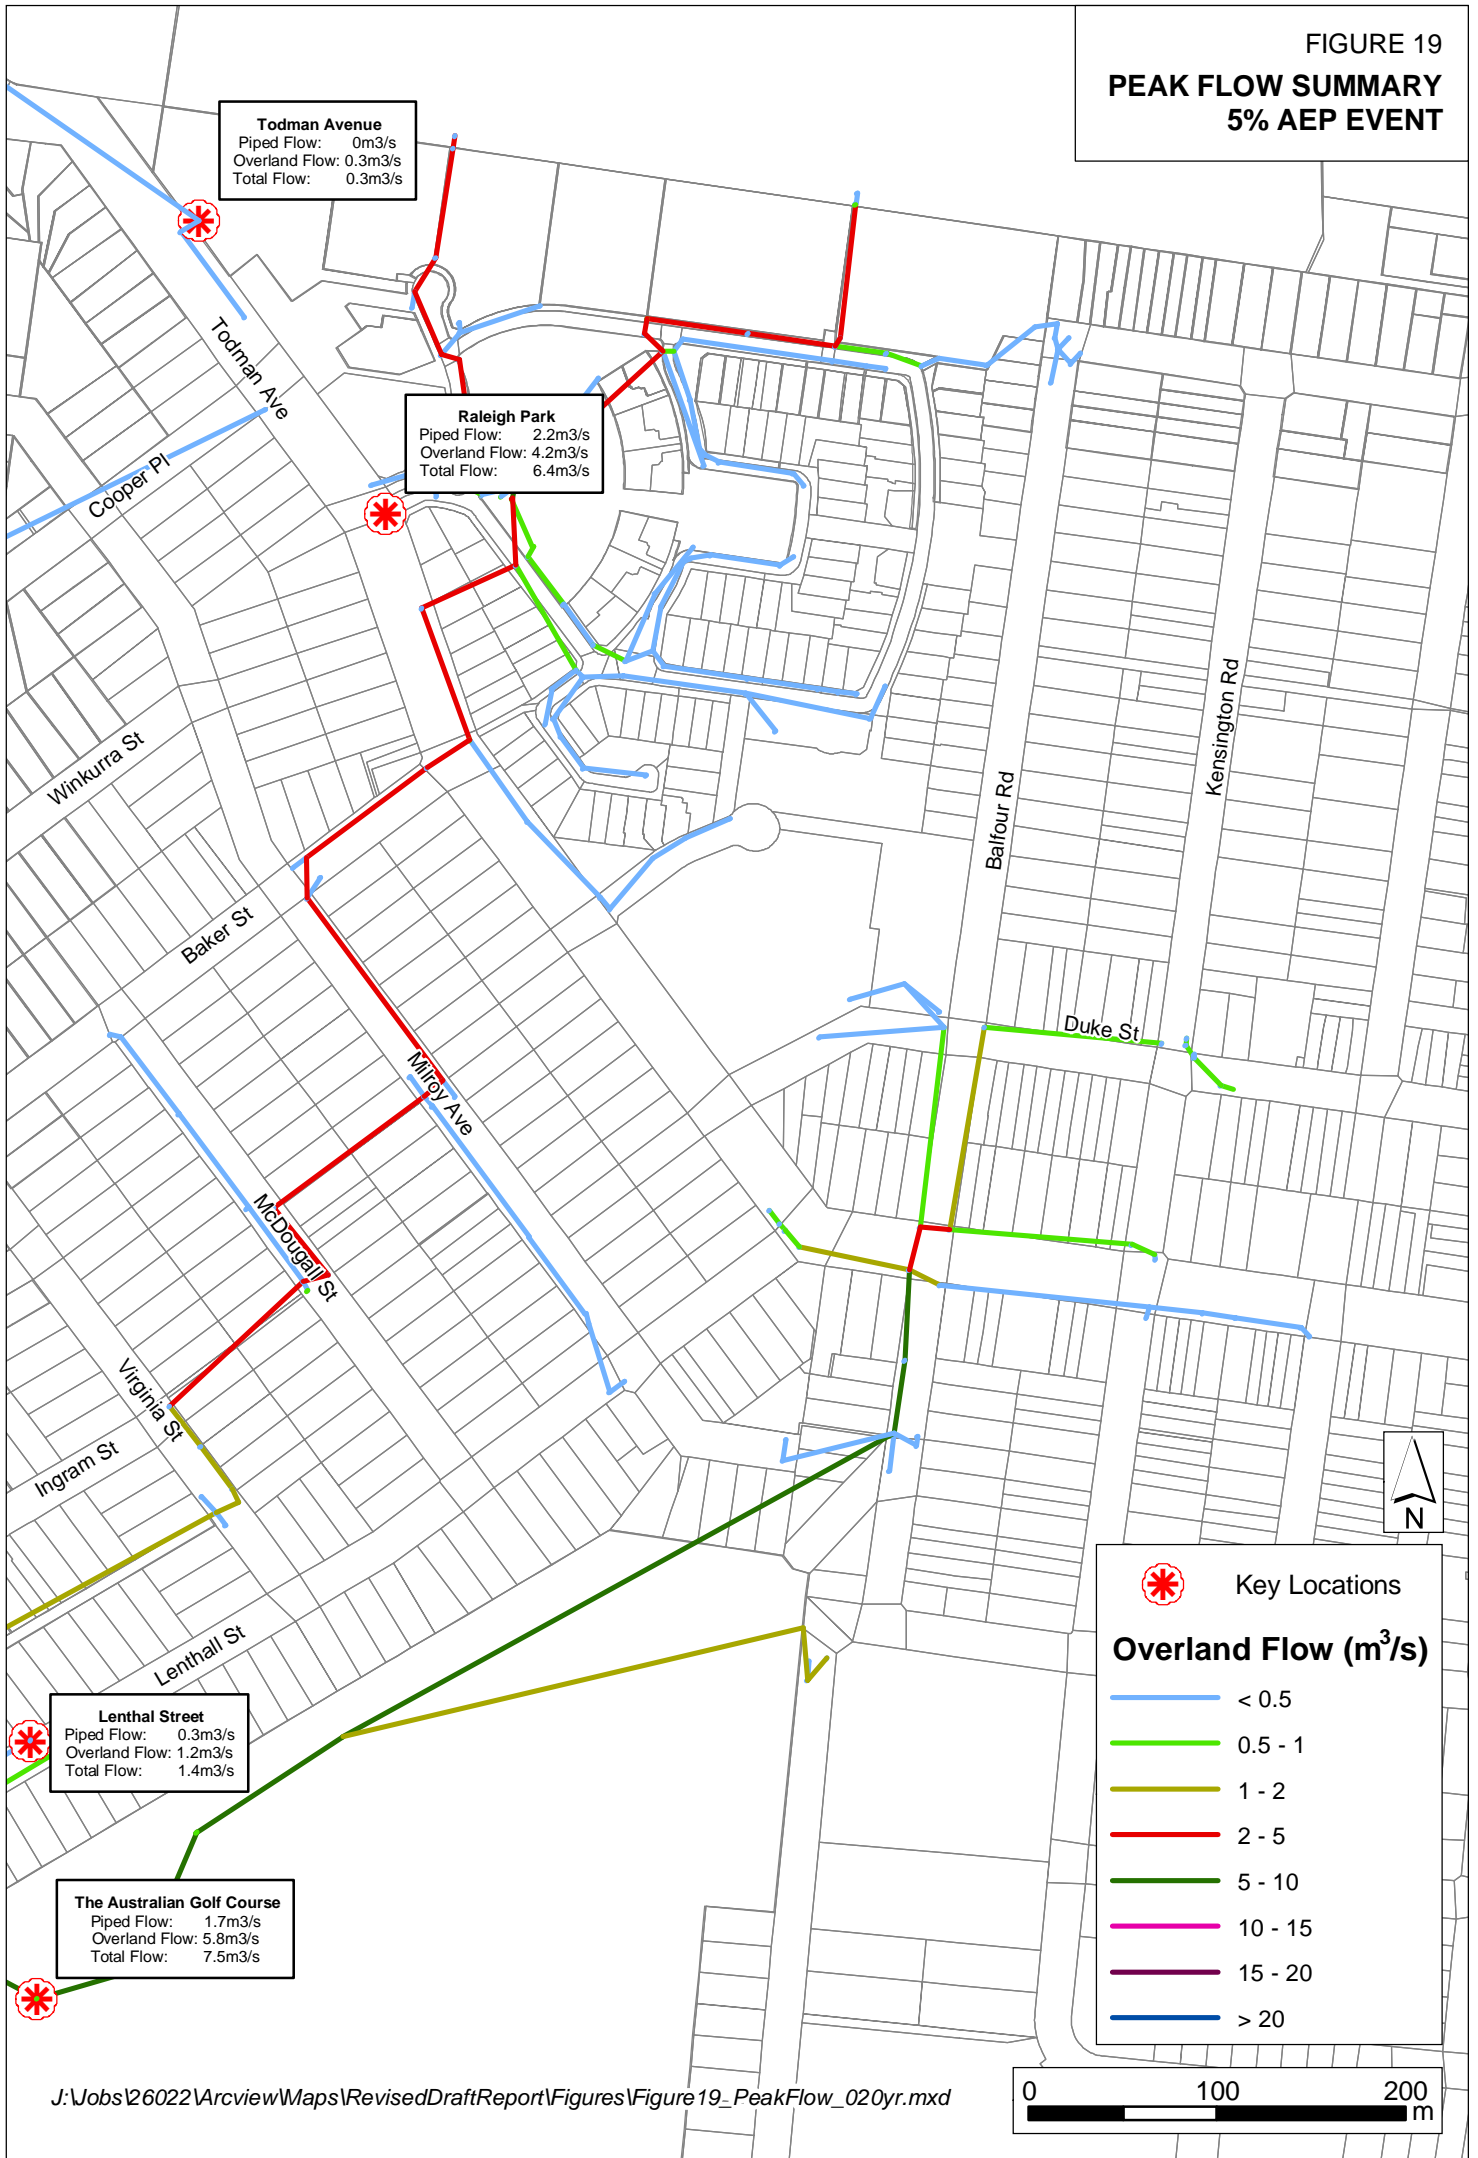 FIGURE 19
PEAK FLOW SUMMARY
5% AEP EVENT
Todman Avenue
Piped Flow: 0m3/s
Overland Flow: 0.3m3/s
Total Flow: 0.3m3/s
Todman Ave
Raleigh Park
Piped Flow: 2.2m3/s
Overland Flow: 4.2m3/s
Total Flow: 6.4m3/s
Cooper Pl
Winkurra St
Kensington Rd
Balfour Rd
Baker St
Duke St
Milroy Ave
McDougall St
Virginia St
Ingram St
Lenthall St
N
Key Locations
Overland Flow (m³/s)
< 0.5
0.5 - 1
1 - 2
2 - 5
5 - 10
10 - 15
15 - 20
> 20
Lenthal Street
Piped Flow: 0.3m3/s
Overland Flow: 1.2m3/s
Total Flow: 1.4m3/s
The Australian Golf Course
Piped Flow: 1.7m3/s
Overland Flow: 5.8m3/s
Total Flow: 7.5m3/s
J:\Jobs\26022\Arcview\Maps\RevisedDraftReport\Figures\Figure19_PeakFlow_020yr.mxd
0 100 200
m